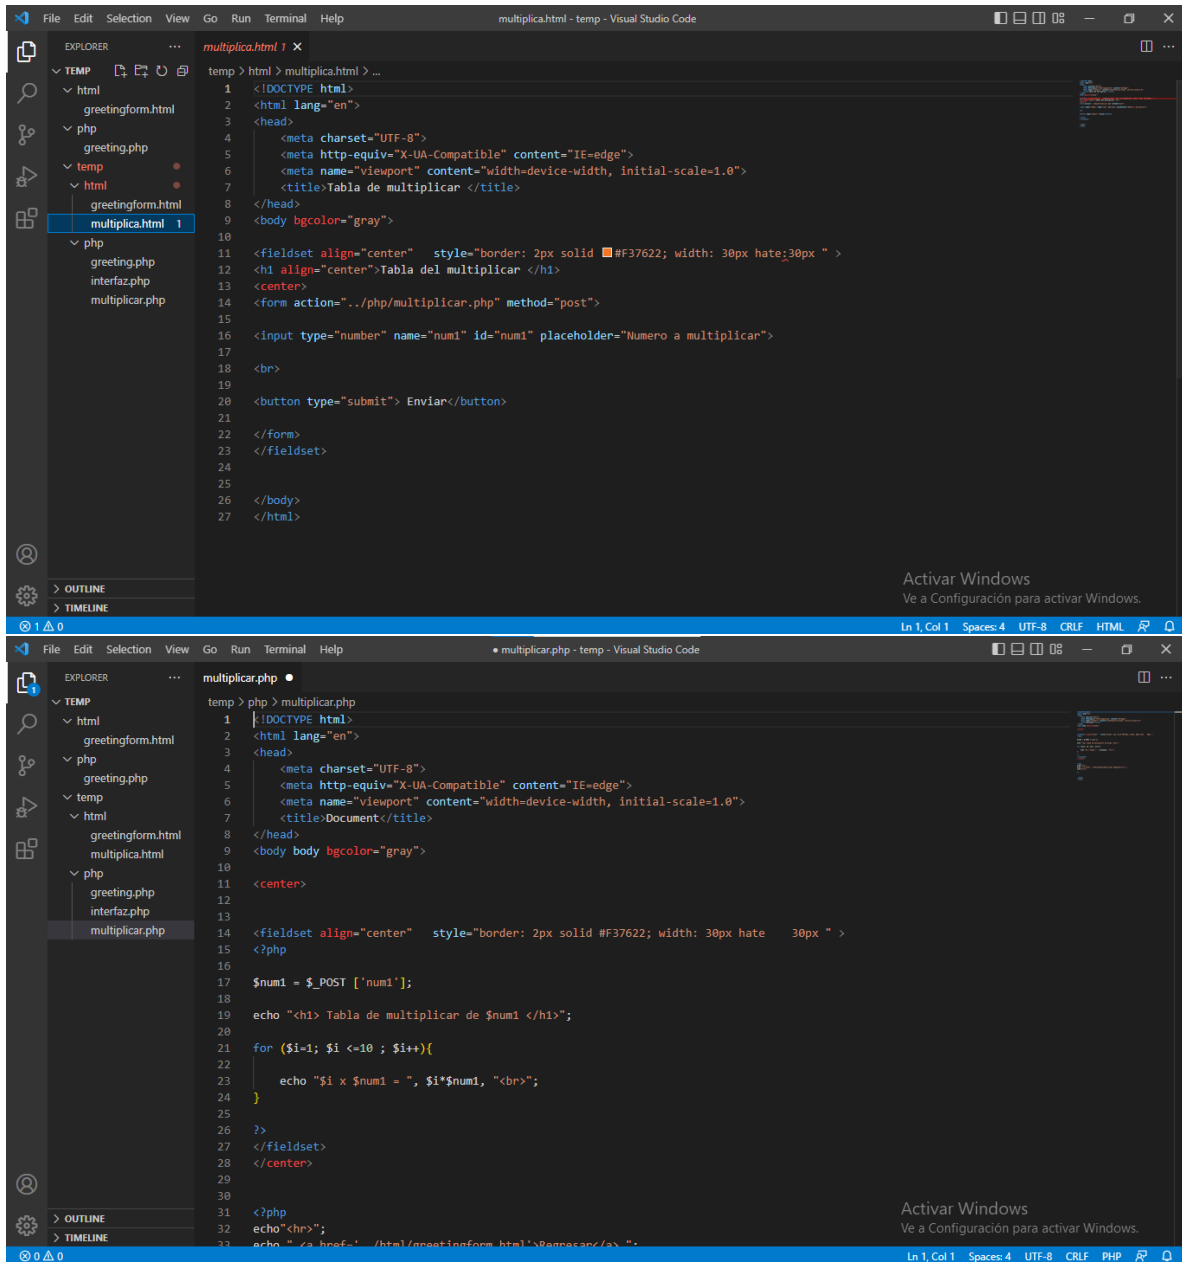 File Edit Selection View Go Run Terminal Help multiplica.html - temp - Visual Studio Code
EXPLORER ··· multiplica.html 1 ×
TEMP temp > html > multiplica.html > ...
html
greetingform.html
php
greeting.php
temp
html
greetingform.html
multiplica.html 1
php
greeting.php
interfaz.php
multiplicar.php
OUTLINE
TIMELINE
1 <!DOCTYPE html>
2 <html lang="en">
3 <head>
4     <meta charset="UTF-8">
5     <meta http-equiv="X-UA-Compatible" content="IE=edge">
6     <meta name="viewport" content="width=device-width, initial-scale=1.0">
7     <title>Tabla de multiplicar </title>
8 </head>
9 <body bgcolor="gray">
10
11 <fieldset align="center"   style="border: 2px solid #F37622; width: 30px hate:30px " >
12 <h1 align="center">Tabla del multiplicar </h1>
13 <center>
14 <form action="../php/multiplicar.php" method="post">
15
16 <input type="number" name="num1" id="num1" placeholder="Numero a multiplicar">
17
18 <br>
19
20 <button type="submit"> Enviar</button>
21
22 </form>
23 </fieldset>
24
25
26 </body>
27 </html>
Activar Windows
Ve a Configuración para activar Windows.
1 0 Ln 1, Col 1 Spaces: 4 UTF-8 CRLF HTML
File Edit Selection View Go Run Terminal Help ● multiplicar.php - temp - Visual Studio Code
1
EXPLORER ··· multiplicar.php ●
TEMP temp > php > multiplicar.php
html
greetingform.html
php
greeting.php
temp
html
greetingform.html
multiplica.html
php
greeting.php
interfaz.php
multiplicar.php
OUTLINE
TIMELINE
1 <!DOCTYPE html>
2 <html lang="en">
3 <head>
4     <meta charset="UTF-8">
5     <meta http-equiv="X-UA-Compatible" content="IE=edge">
6     <meta name="viewport" content="width=device-width, initial-scale=1.0">
7     <title>Document</title>
8 </head>
9 <body body bgcolor="gray">
10
11 <center>
12
13
14 <fieldset align="center"   style="border: 2px solid #F37622; width: 30px hate    30px " >
15 <?php
16
17 $num1 = $_POST ['num1'];
18
19 echo "<h1> Tabla de multiplicar de $num1 </h1>";
20
21 for ($i=1; $i <=10 ; $i++){
22
23     echo "$i x $num1 = ", $i*$num1, "<br>";
24 }
25
26 ?>
27 </fieldset>
28 </center>
29
30
31 <?php
32 echo"<hr>";
33 echo " <a href='../html/greetingform.html'>Regresar</a> ";
Activar Windows
Ve a Configuración para activar Windows.
0 0 Ln 1, Col 1 Spaces: 4 UTF-8 CRLF PHP